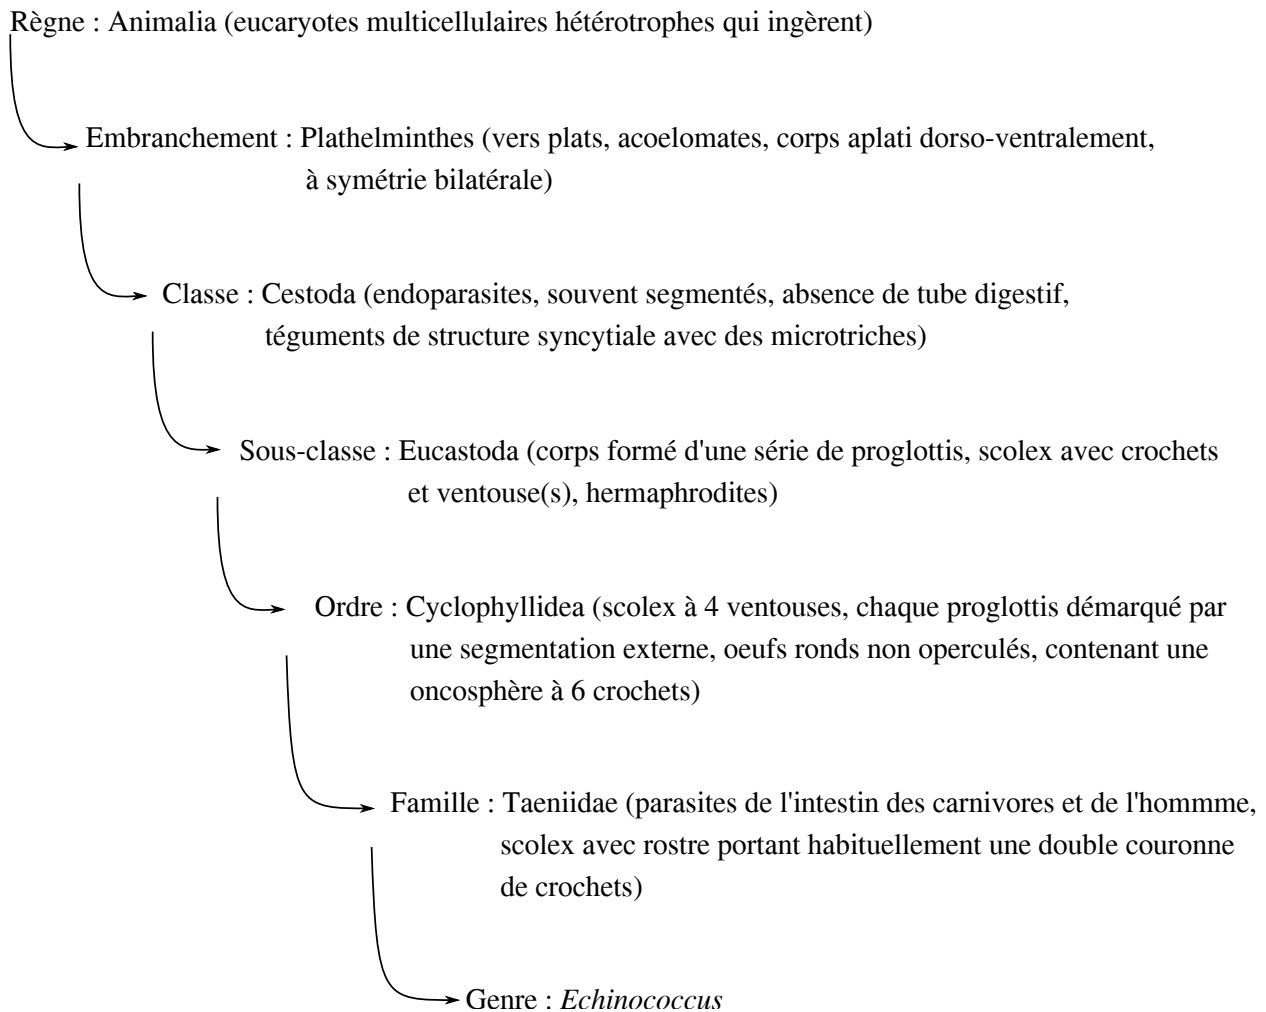 Règne : Animalia (eucaryotes multicellulaires hétérotrophes qui ingèrent)
Embranchement : Plathelminthes (vers plats, acoelomates, corps aplati dorso-ventralement,
à symétrie bilatérale)
Classe : Cestoda (endoparasites, souvent segmentés, absence de tube digestif,
téguments de structure syncytiale avec des microtriches)
Sous-classe : Eucastoda (corps formé d'une série de proglottis, scolex avec crochets
et ventouse(s), hermaphrodites)
Ordre : Cyclophyllidea (scolex à 4 ventouses, chaque proglottis démarqué par
une segmentation externe, oeufs ronds non operculés, contenant une
oncosphère à 6 crochets)
Famille : Taeniidae (parasites de l'intestin des carnivores et de l'hommme,
scolex avec rostre portant habituellement une double couronne
de crochets)
Genre : Echinococcus